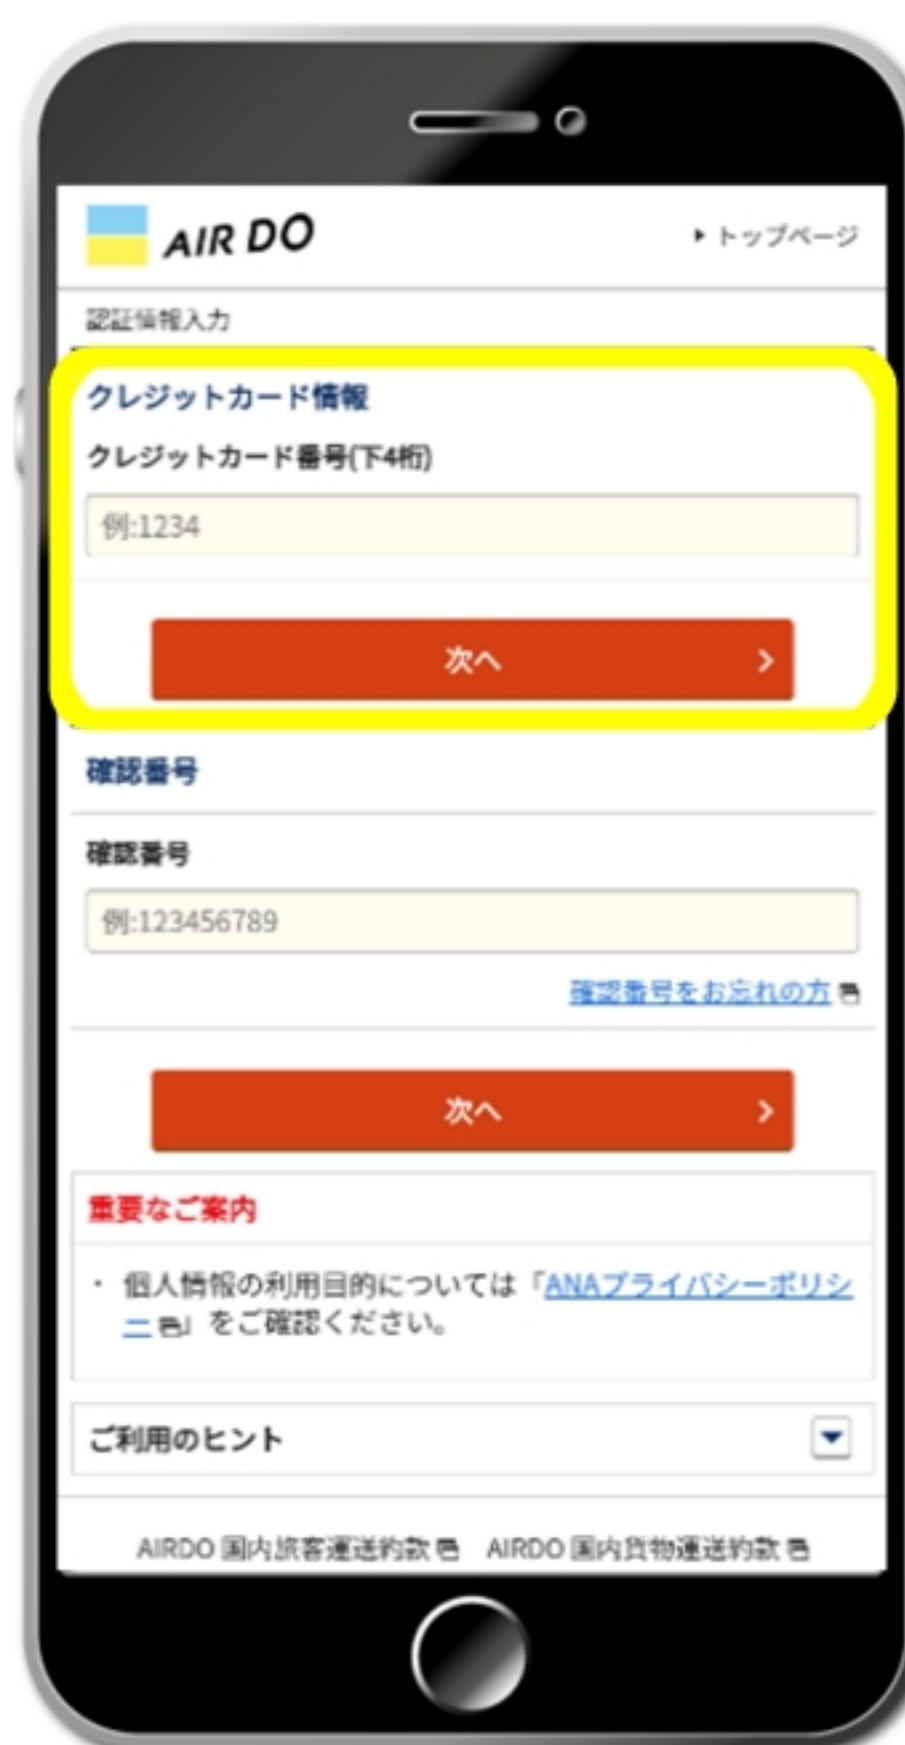 AIR DO
トップページ
認証情報入力
クレジットカード情報
クレジットカード番号(下4桁)
例:1234
次へ
確認番号
確認番号
例:123456789
確認番号をお忘れの方
次へ
重要なご案内
・ 個人情報の利用目的については「ANAプライバシーポリシ
ー」をご確認ください。
ご利用のヒント
AIRDO 国内旅客運送約款 AIRDO 国内貨物運送約款